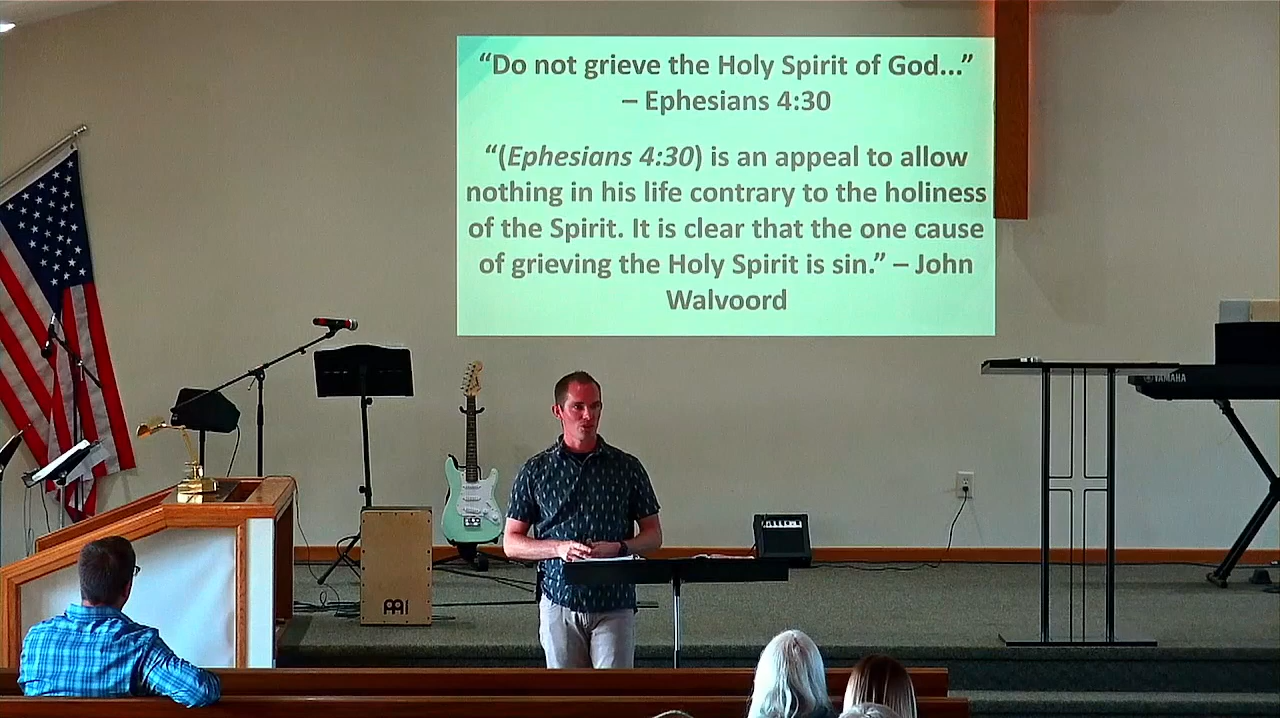 “Do not grieve the Holy Spirit of God...”
– Ephesians 4:30
“(Ephesians 4:30) is an appeal to allow
nothing in his life contrary to the holiness
of the Spirit. It is clear that the one cause
of grieving the Holy Spirit is sin.” – John
Walvoord
YAMAHA